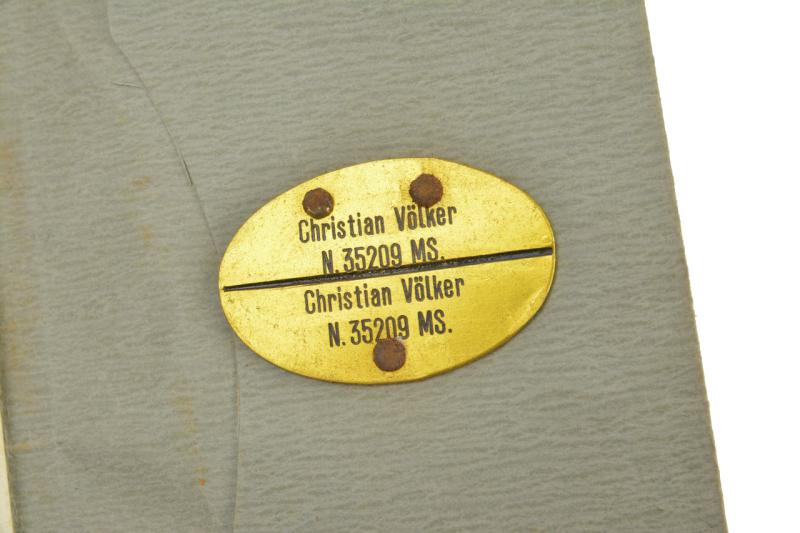 Christian Völker
N. 35209 MS.
Christian Völker
N. 35209 MS.